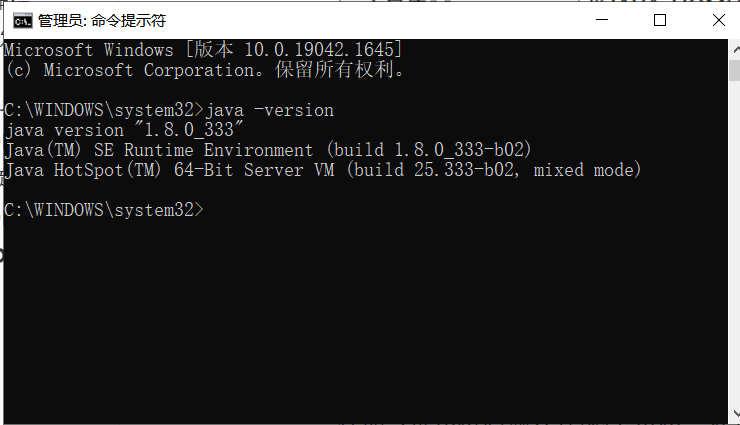 管理员: 命令提示符
Microsoft Windows [版本 10.0.19042.1645]
(c) Microsoft Corporation。保留所有权利。
C:\WINDOWS\system32>java -version
java version "1.8.0_333"
Java(TM) SE Runtime Environment (build 1.8.0_333-b02)
Java HotSpot(TM) 64-Bit Server VM (build 25.333-b02, mixed mode)
C:\WINDOWS\system32>